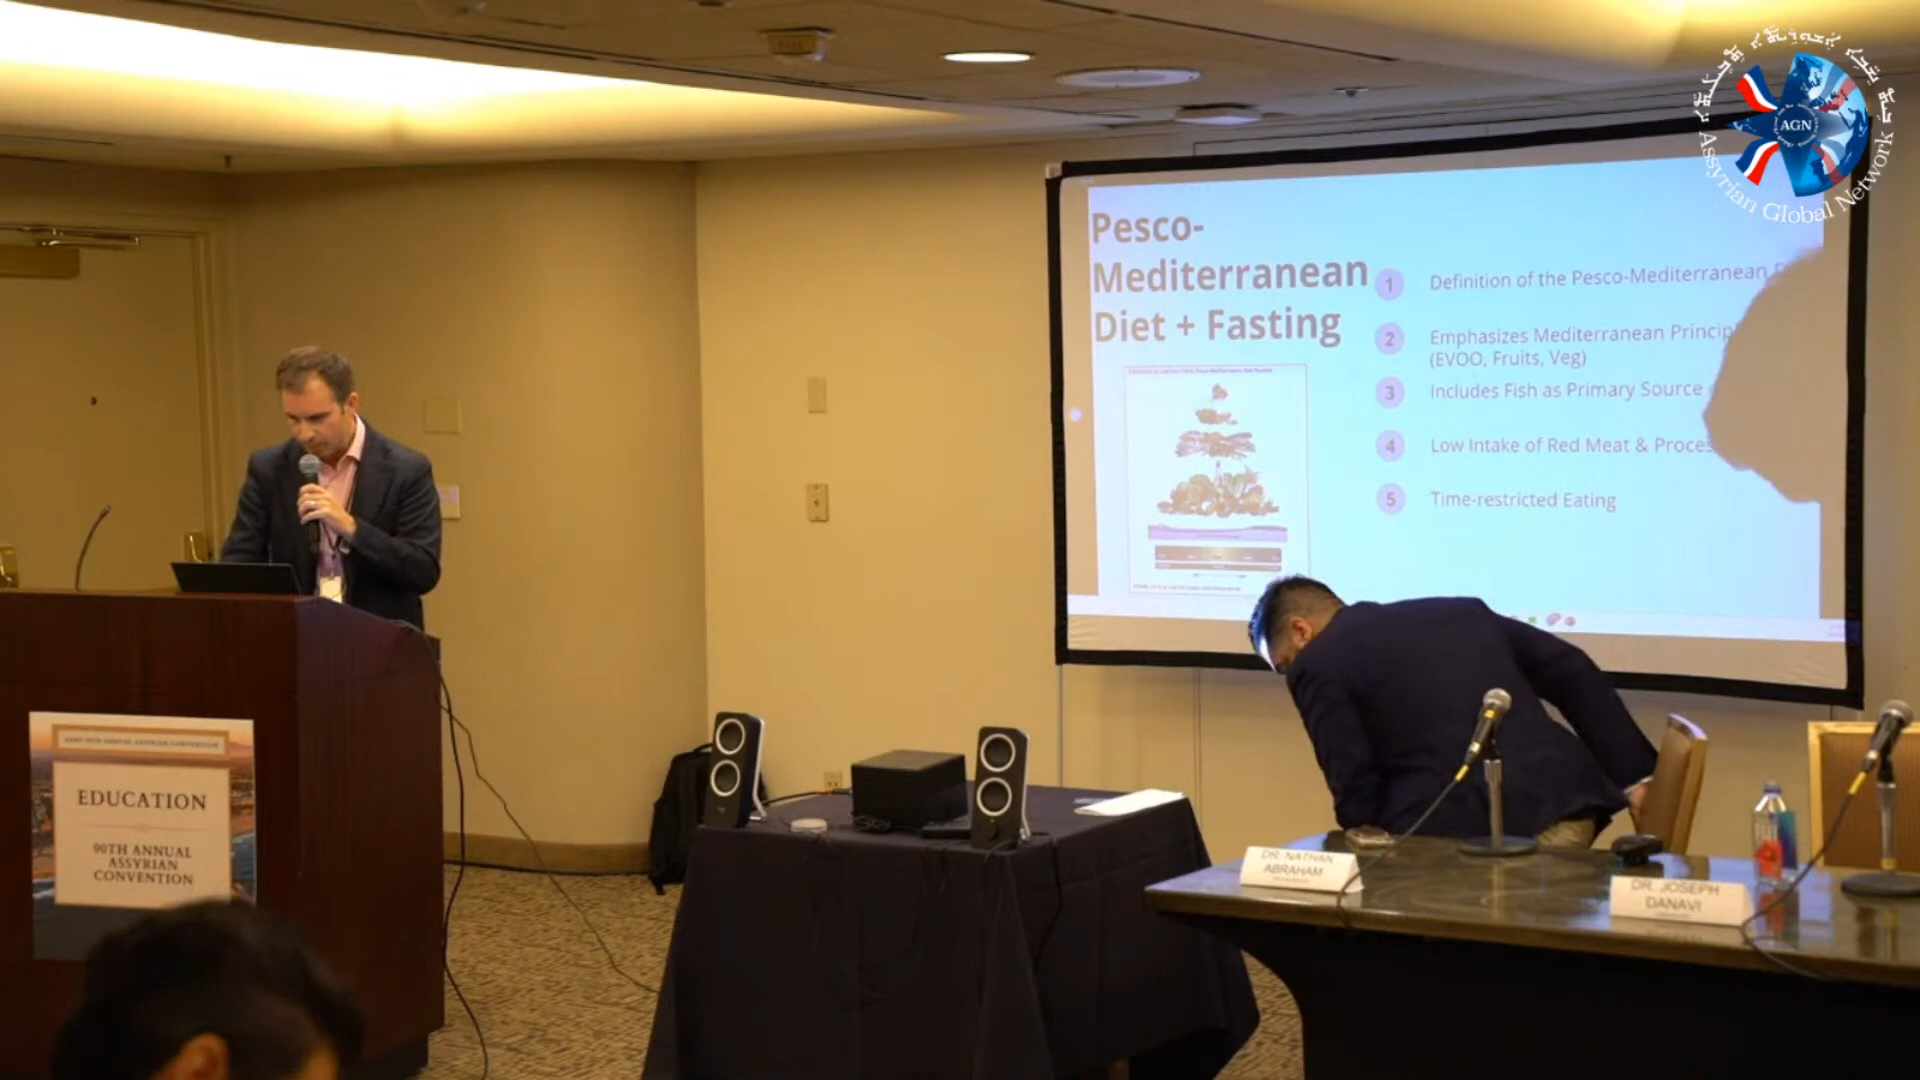 Pesco-
Mediterranean
Diet + Fasting
1 Definition of the Pesco-Mediterranean
2 Emphasizes Mediterranean
(EVOO, Fruits, Veg)
3 Includes Fish as Primary Source
4 Low Intake of Red Meat &
5 Time-restricted Eating
AGN
Assyrian Global Network
EDUCATION
90TH ANNUAL
ASSYRIAN
CONVENTION
DR. NATHAN
ABRAHAM
DR. JOSEPH
DANAVI